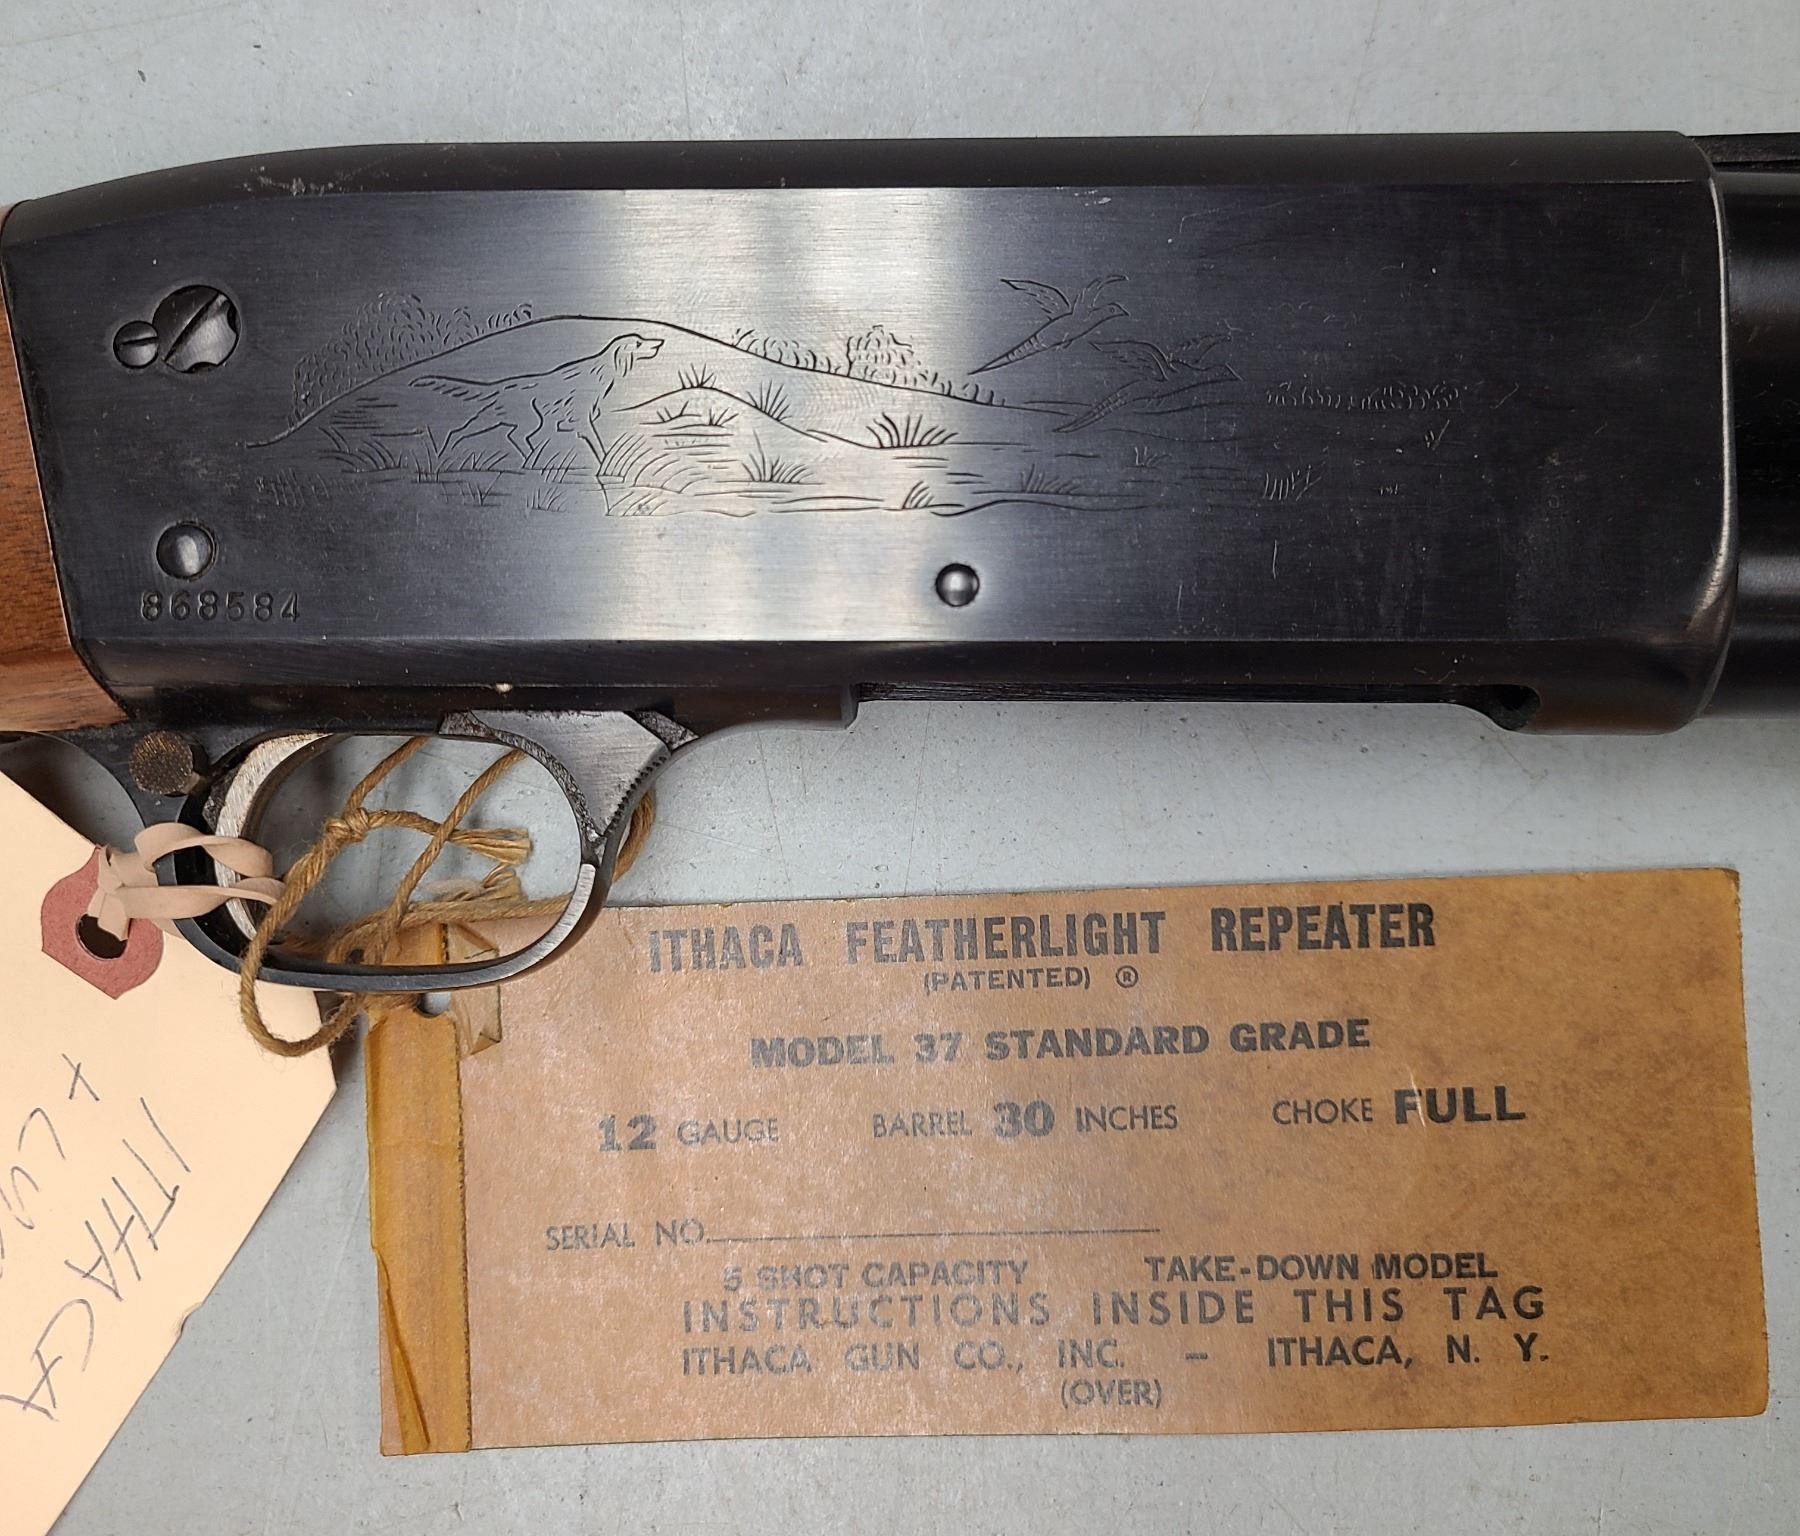 868584
ITHACA FEATHERLIGHT REPEATER
(PATENTED) ®
MODEL 37 STANDARD GRADE
12 GAUGE BARREL 30 INCHES CHOKE FULL
SERIAL NO.
5 SHOT CAPACITY TAKE-DOWN MODEL
INSTRUCTIONS INSIDE THIS TAG
ITHACA GUN CO., INC. - ITHACA, N. Y.
(OVER)
ITHACA